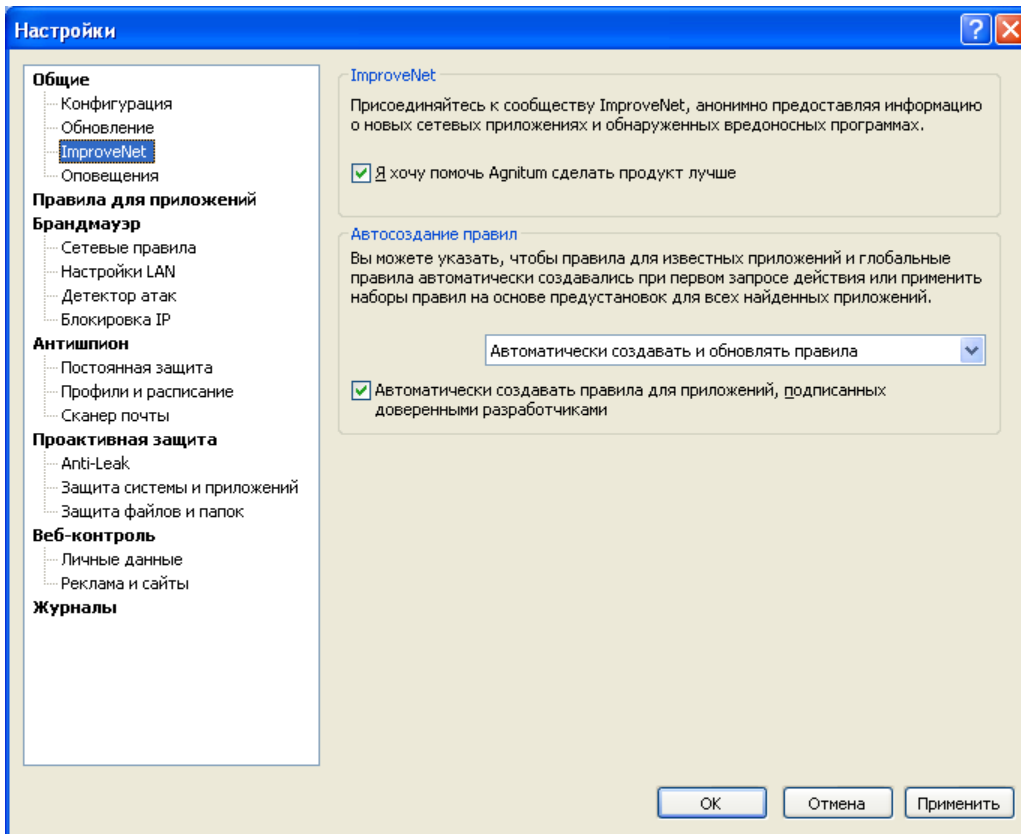 Настройки
Общие
Конфигурация
Обновление
ImproveNet
Оповещения
Правила для приложений
Брандмауэр
Сетевые правила
Настройки LAN
Детектор атак
Блокировка IP
Антишпион
Постоянная защита
Профили и расписание
Сканер почты
Проактивная защита
Anti-Leak
Защита системы и приложений
Защита файлов и папок
Веб-контроль
Личные данные
Реклама и сайты
Журналы
ImproveNet
Присоединяйтесь к сообществу ImproveNet, анонимно предоставляя информацию
о новых сетевых приложениях и обнаруженных вредоносных программах.
Я хочу помочь Agnitum сделать продукт лучше
Автосоздание правил
Вы можете указать, чтобы правила для известных приложений и глобальные
правила автоматически создавались при первом запросе действия или применить
наборы правил на основе предустановок для всех найденных приложений.
Автоматически создавать и обновлять правила
Автоматически создавать правила для приложений, подписанных
доверенными разработчиками
ОК
Отмена
Применить